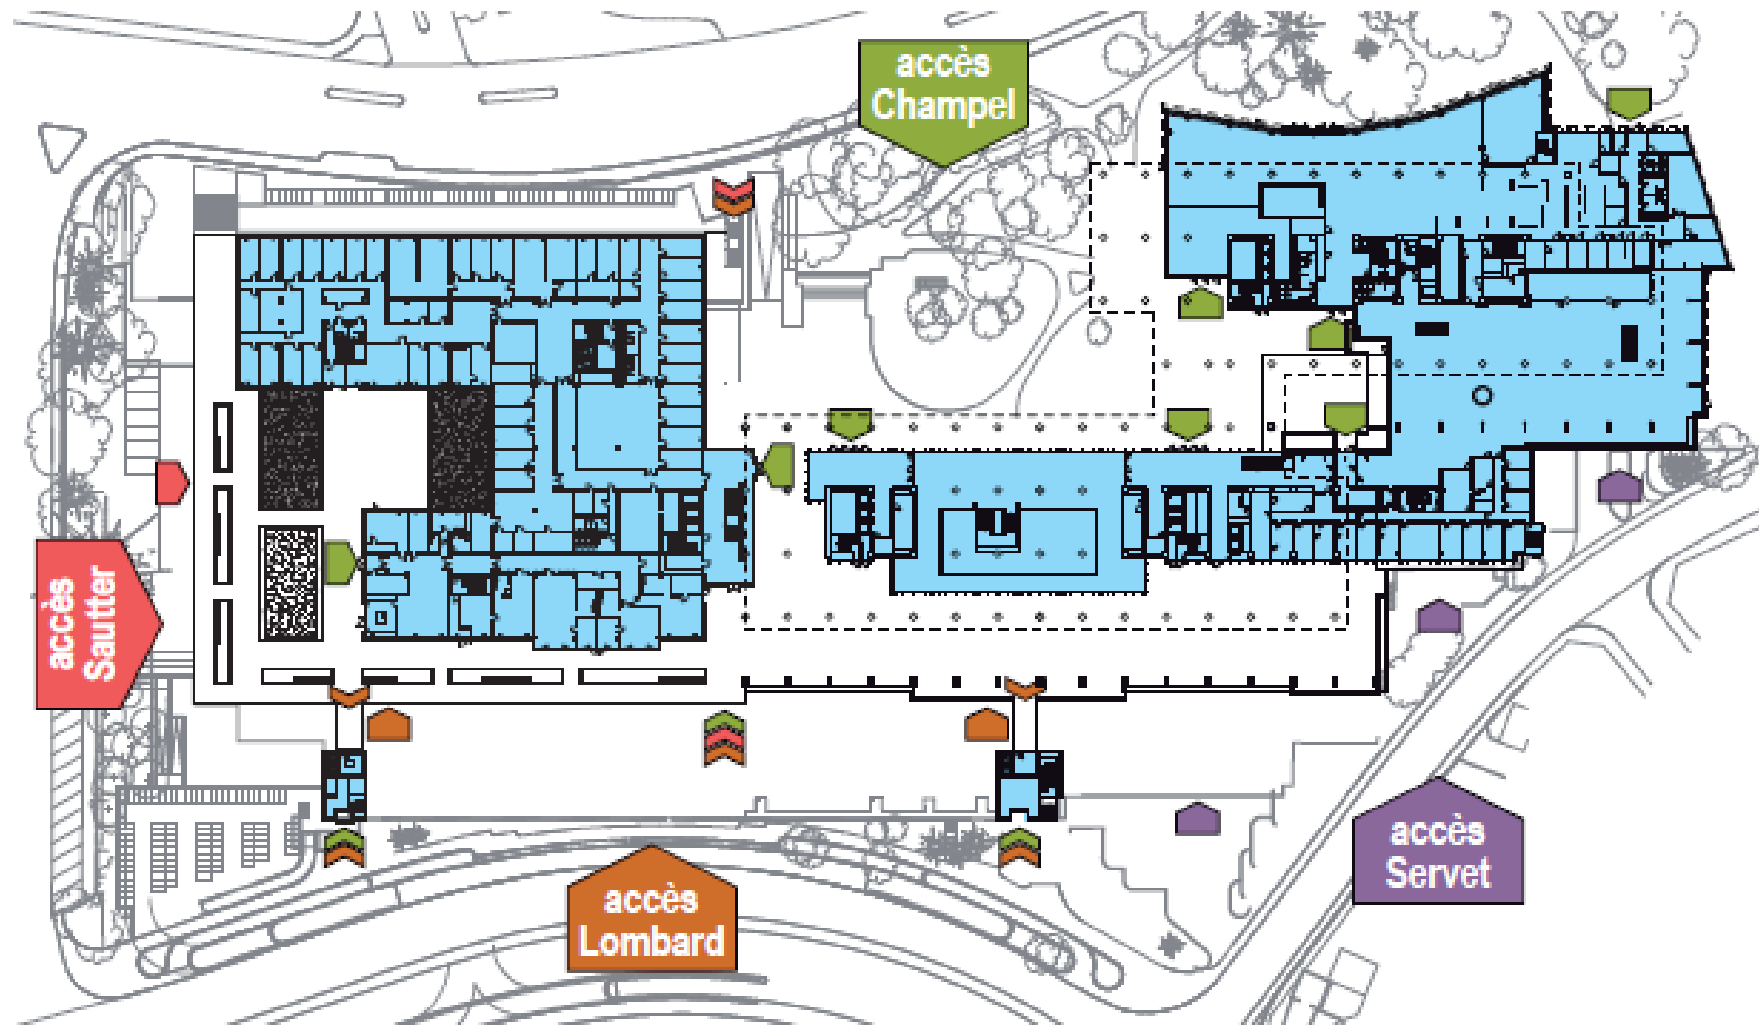 accès
Champel
accès
Sautter
accès
Servet
accès
Lombard